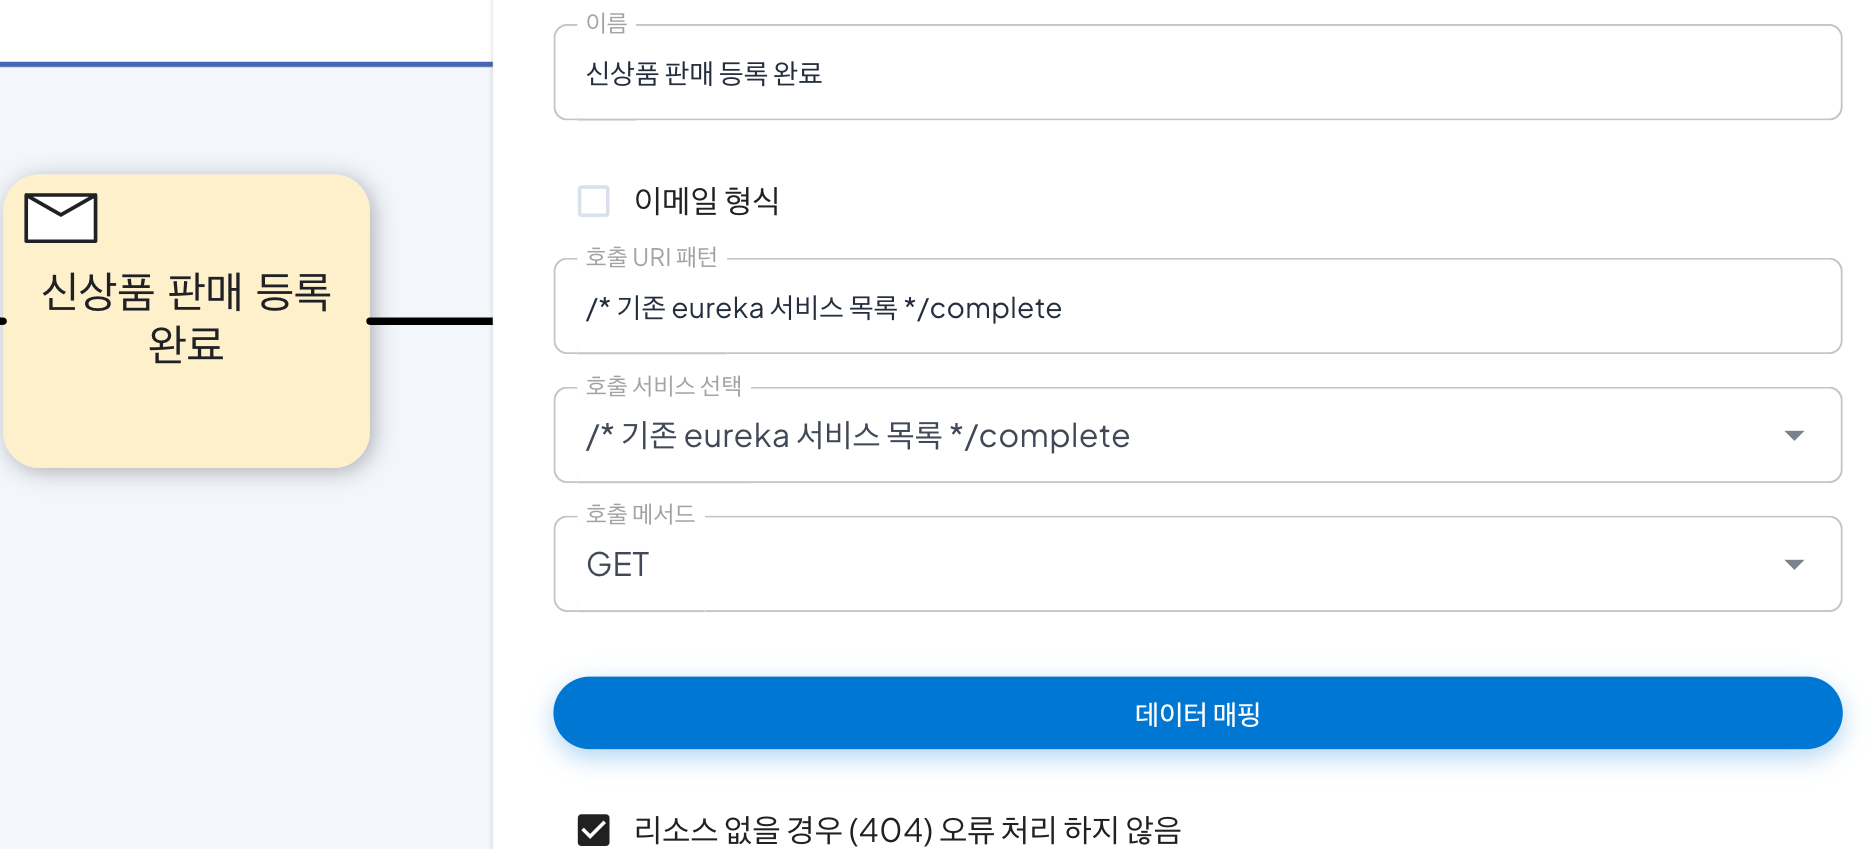 신상품 판매 등록
완료
이름
신상품 판매 등록 완료
이메일 형식
호출 URI 패턴
/* 기존 eureka 서비스 목록 */complete
호출 서비스 선택
/* 기존 eureka 서비스 목록 */complete
호출 메서드
GET
데이터 매핑
리소스 없을 경우 (404) 오류 처리 하지 않음